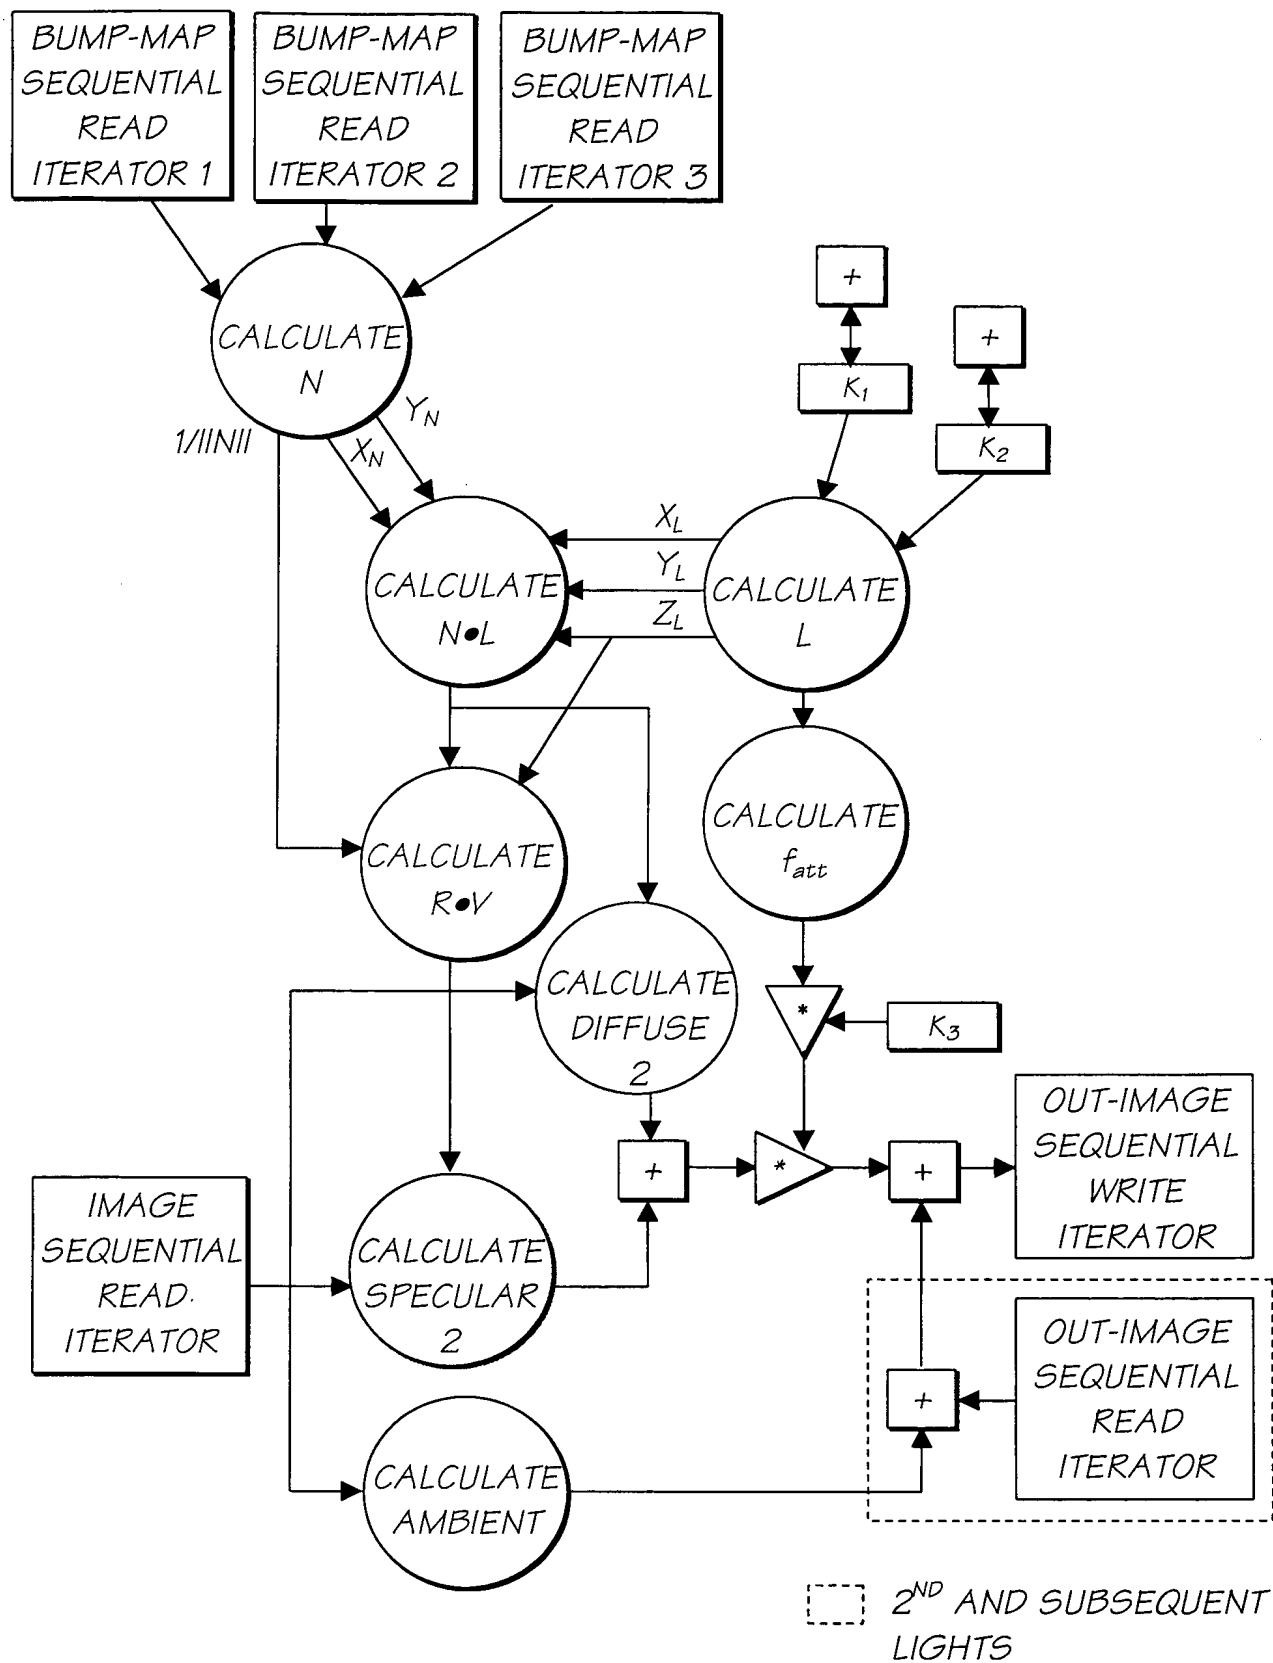 BUMP-MAP
SEQUENTIAL
READ
ITERATOR 1
BUMP-MAP
SEQUENTIAL
READ
ITERATOR 2
BUMP-MAP
SEQUENTIAL
READ
ITERATOR 3
CALCULATE
N
+
+
K1
K2
1/IINII
XN
YN
CALCULATE
N●L
XL
YL
ZL
CALCULATE
L
CALCULATE
R●V
CALCULATE
fatt
CALCULATE
DIFFUSE
2
*
K3
IMAGE
SEQUENTIAL
READ.
ITERATOR
CALCULATE
SPECULAR
2
+
*
+
OUT-IMAGE
SEQUENTIAL
WRITE
ITERATOR
+
OUT-IMAGE
SEQUENTIAL
READ
ITERATOR
CALCULATE
AMBIENT
2ND AND SUBSEQUENT
LIGHTS